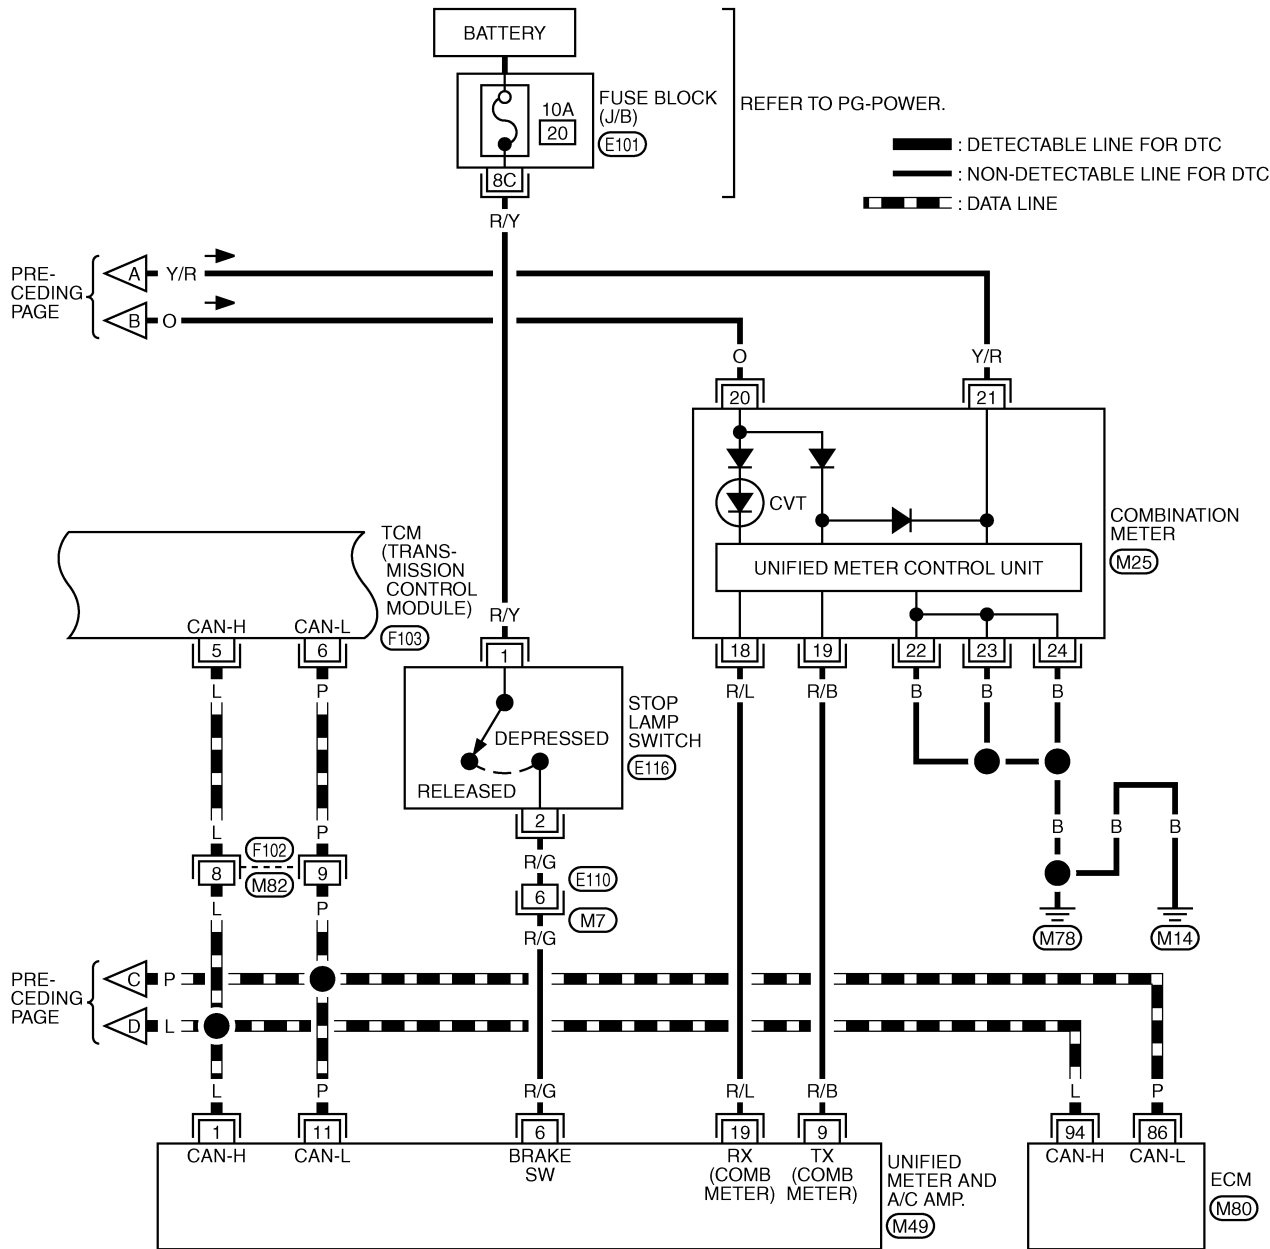 BATTERY
FUSE BLOCK
(J/B)
E101
10A
20
8C
REFER TO PG-POWER.
: DETECTABLE LINE FOR DTC
: NON-DETECTABLE LINE FOR DTC
: DATA LINE
R/Y
PRE-
CEDING
PAGE
A Y/R
B O
O
Y/R
20
21
CVT
UNIFIED METER CONTROL UNIT
COMBINATION
METER
M25
18
19
22
23
24
R/L
R/B
B
B
B
TCM
(TRANS-
MISSION
CONTROL
MODULE)
F103
CAN-H
CAN-L
5
6
L
P
R/Y
1
STOP
LAMP
SWITCH
E116
DEPRESSED
RELEASED
2
R/G
E110
6
M7
R/G
L
P
F102
8
9
M82
L
P
B
B
B
M78
M14
PRE-
CEDING
PAGE
C P
D L
L
P
R/G
R/L
R/B
L
P
1
11
6
19
9
94
86
CAN-H
CAN-L
BRAKE
SW
RX
(COMB
METER)
TX
(COMB
METER)
UNIFIED
METER AND
A/C AMP.
M49
CAN-H
CAN-L
ECM
M80